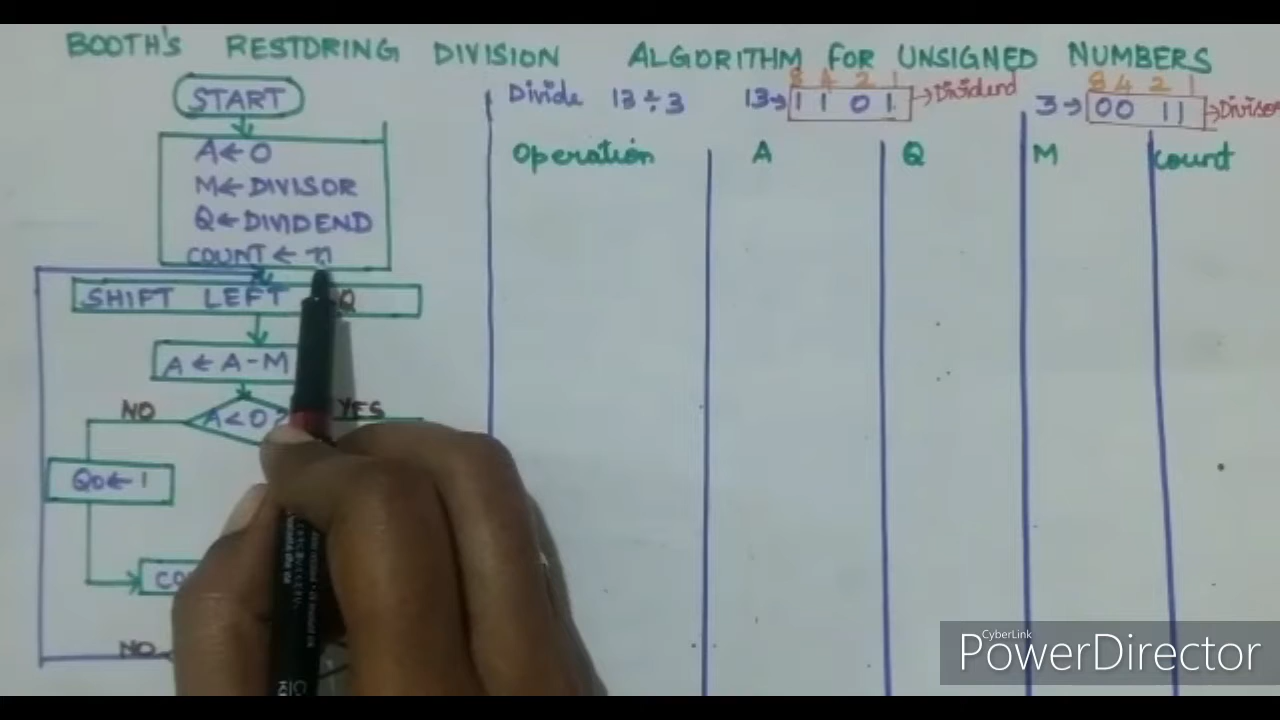 BOOTH'S RESTORING DIVISION ALGORITHM FOR UNSIGNED NUMBERS
START
A ← 0
M ← DIVISOR
Q ← DIVIDEND
COUNT ← n
SHIFT LEFT Q
A ← A - M
A < 0 ?
NO
YES
Q0 ← 1
NO
Divide 13 ÷ 3
8 4 2 1
13 → 1 1 0 1 → Dividend
8 4 2 1
3 → 00 11 → Divisor
Operation A Q M Count
CyberLink
PowerDirector